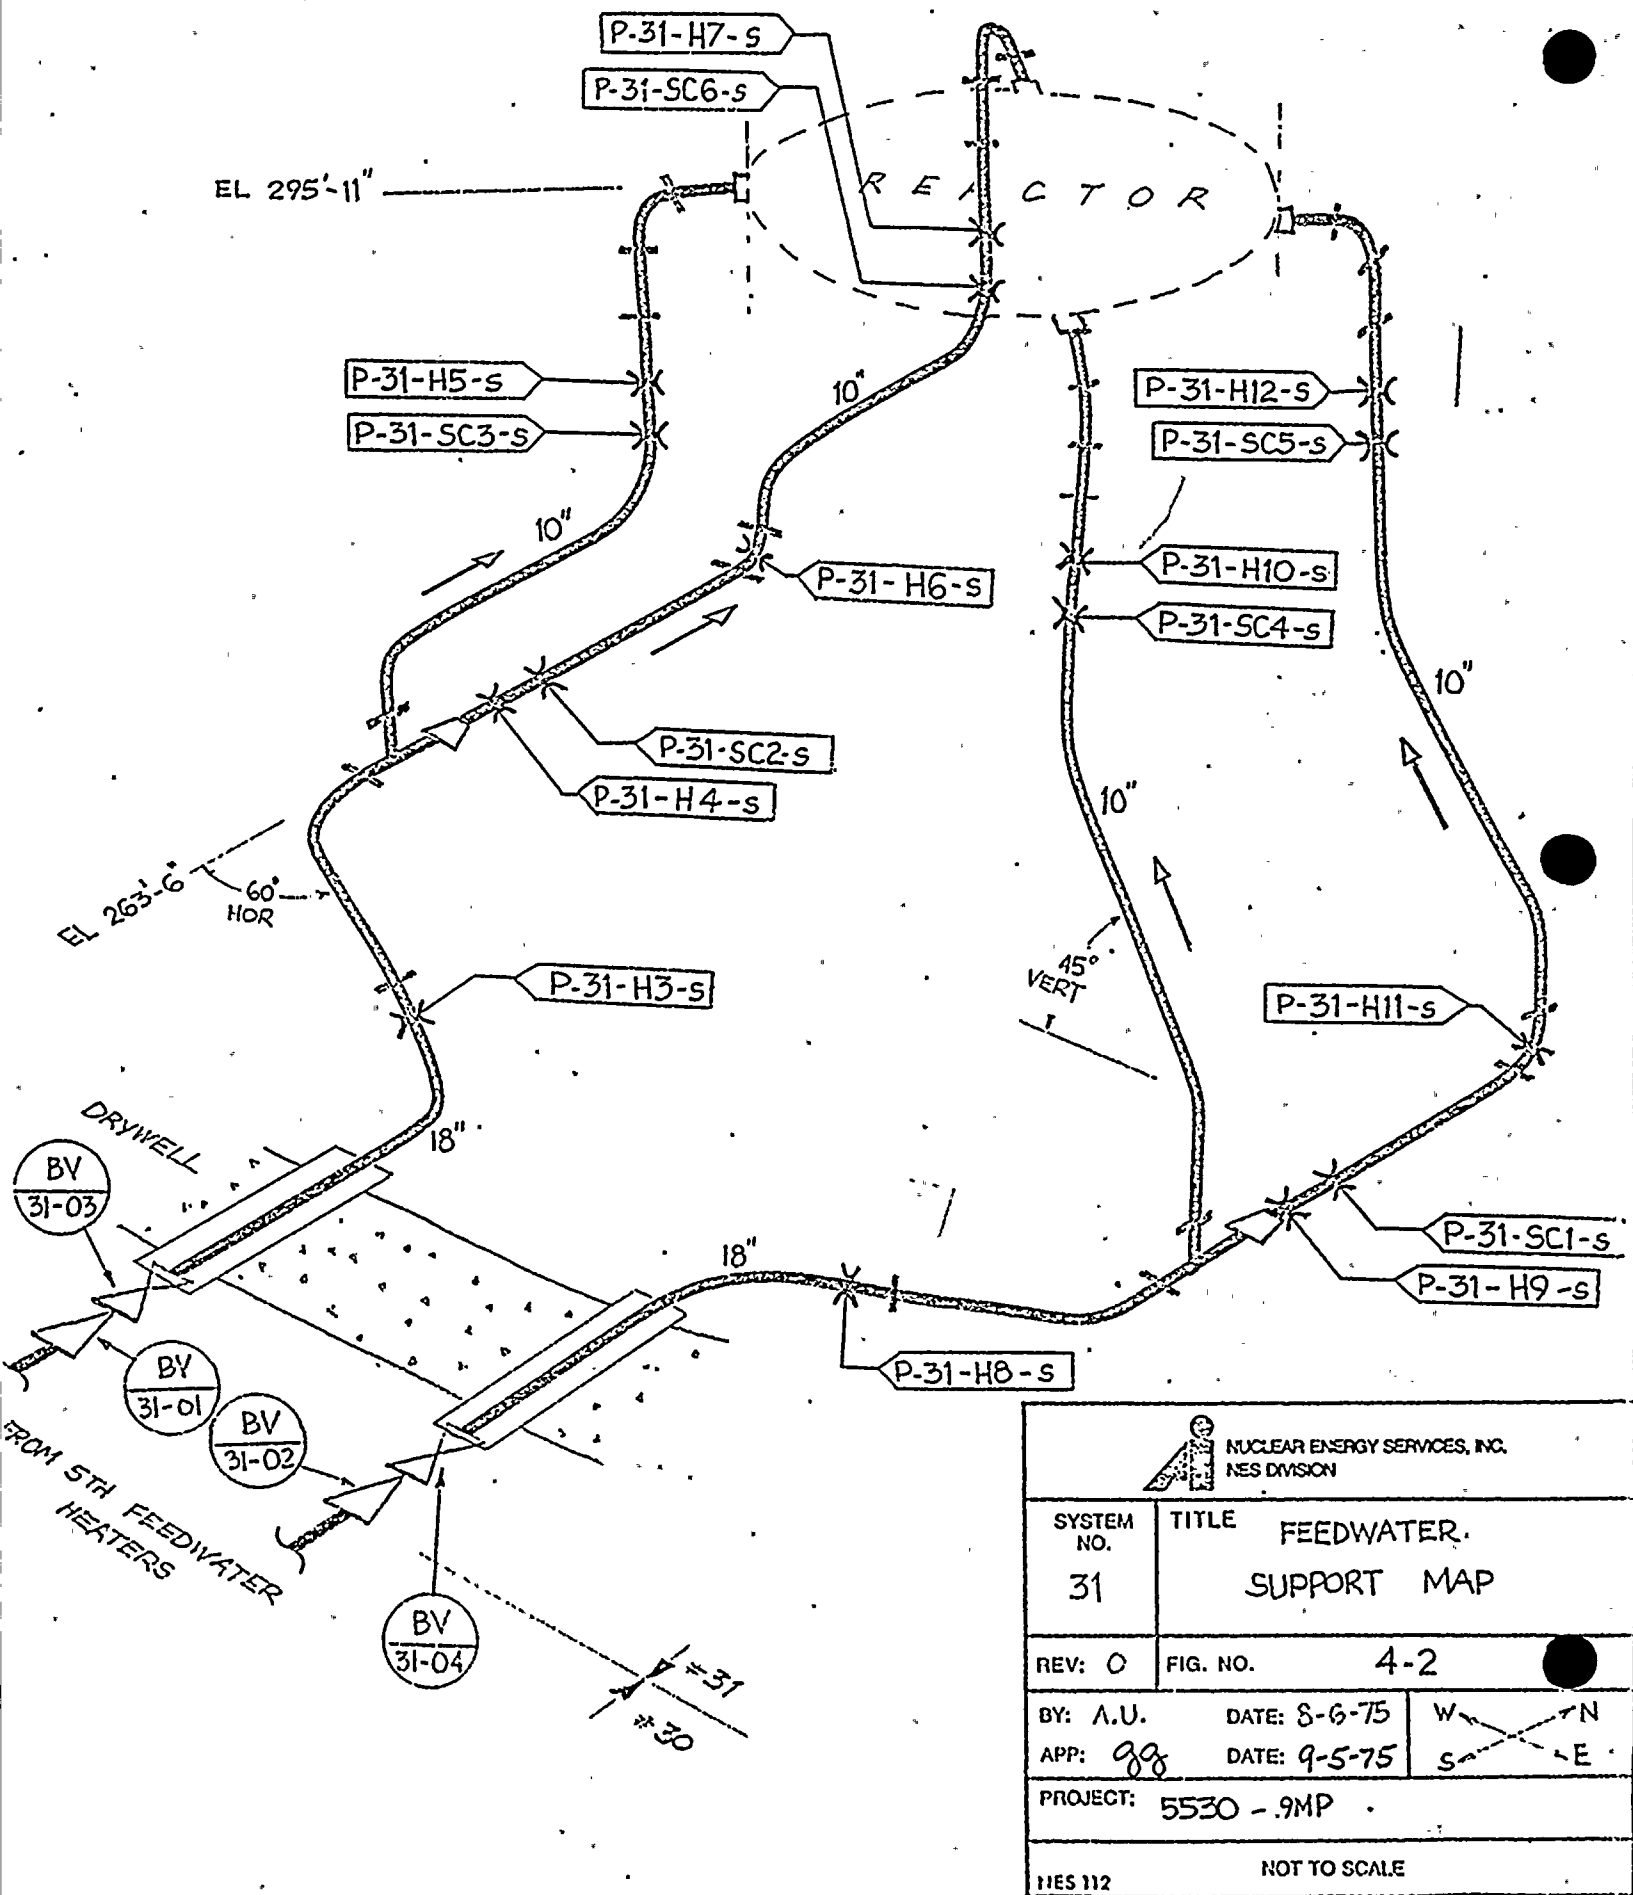 P-31-H7-S
P-31-SC6-S
EL 295'-11"
REACTOR
P-31-H5-S
P-31-SC3-S
10"
10"
P-31-H12-S
P-31-SC5-S
P-31-H6-S
P-31-H10-S
P-31-SC4-S
10"
P-31-SC2-S
P-31-H4-S
10"
EL 263'-6"
60°
HOR
45°
VERT
P-31-H3-S
P-31-H11-S
DRYWELL
18"
BV
31-03
P-31-SC1-S
P-31-H9-S
18"
P-31-H8-S
BV
31-01
BV
31-02
FROM 5TH FEEDWATER
HEATERS
BV
31-04
#31
#30
NUCLEAR ENERGY SERVICES, INC.
NES DIVISION
SYSTEM
NO.
31
TITLE FEEDWATER
SUPPORT MAP
REV: 0 FIG. NO. 4-2
BY: A.U. DATE: 8-6-75
APP: gg DATE: 9-5-75
W N
S E
PROJECT: 5530-9MP
NES 112 NOT TO SCALE